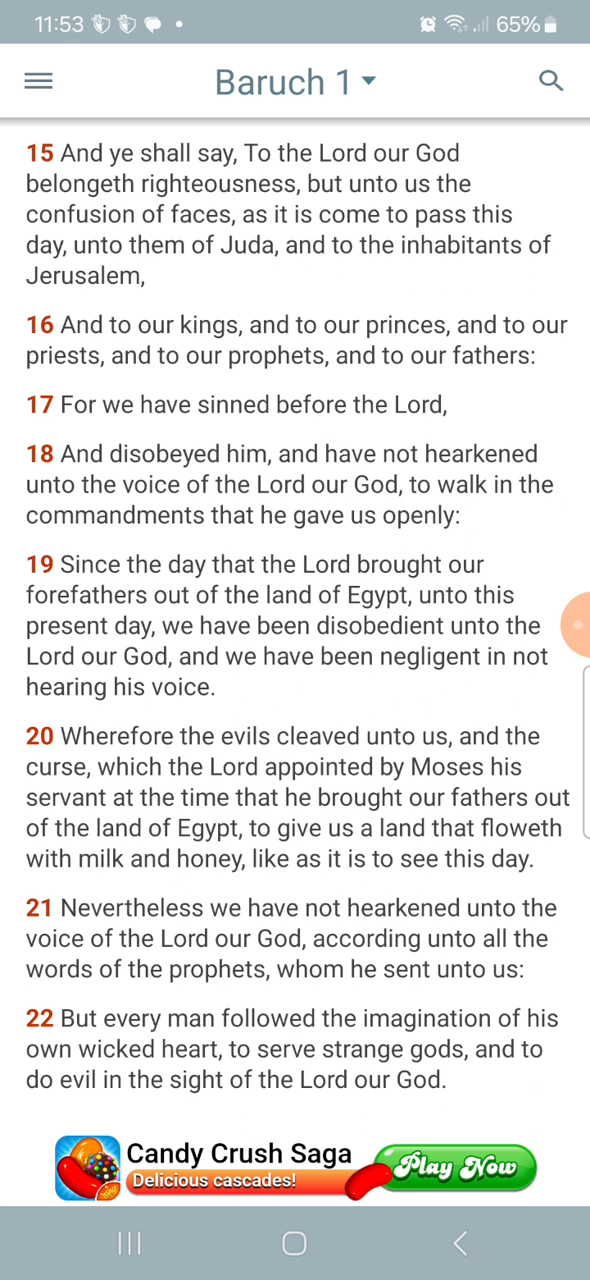 11:53
65%
Baruch 1
15 And ye shall say, To the Lord our God
belongeth righteousness, but unto us the
confusion of faces, as it is come to pass this
day, unto them of Juda, and to the inhabitants of
Jerusalem,
16 And to our kings, and to our princes, and to our
priests, and to our prophets, and to our fathers:
17 For we have sinned before the Lord,
18 And disobeyed him, and have not hearkened
unto the voice of the Lord our God, to walk in the
commandments that he gave us openly:
19 Since the day that the Lord brought our
forefathers out of the land of Egypt, unto this
present day, we have been disobedient unto the
Lord our God, and we have been negligent in not
hearing his voice.
20 Wherefore the evils cleaved unto us, and the
curse, which the Lord appointed by Moses his
servant at the time that he brought our fathers out
of the land of Egypt, to give us a land that floweth
with milk and honey, like as it is to see this day.
21 Nevertheless we have not hearkened unto the
voice of the Lord our God, according unto all the
words of the prophets, whom he sent unto us:
22 But every man followed the imagination of his
own wicked heart, to serve strange gods, and to
do evil in the sight of the Lord our God.
Candy Crush Saga
Delicious cascades!
Play Now